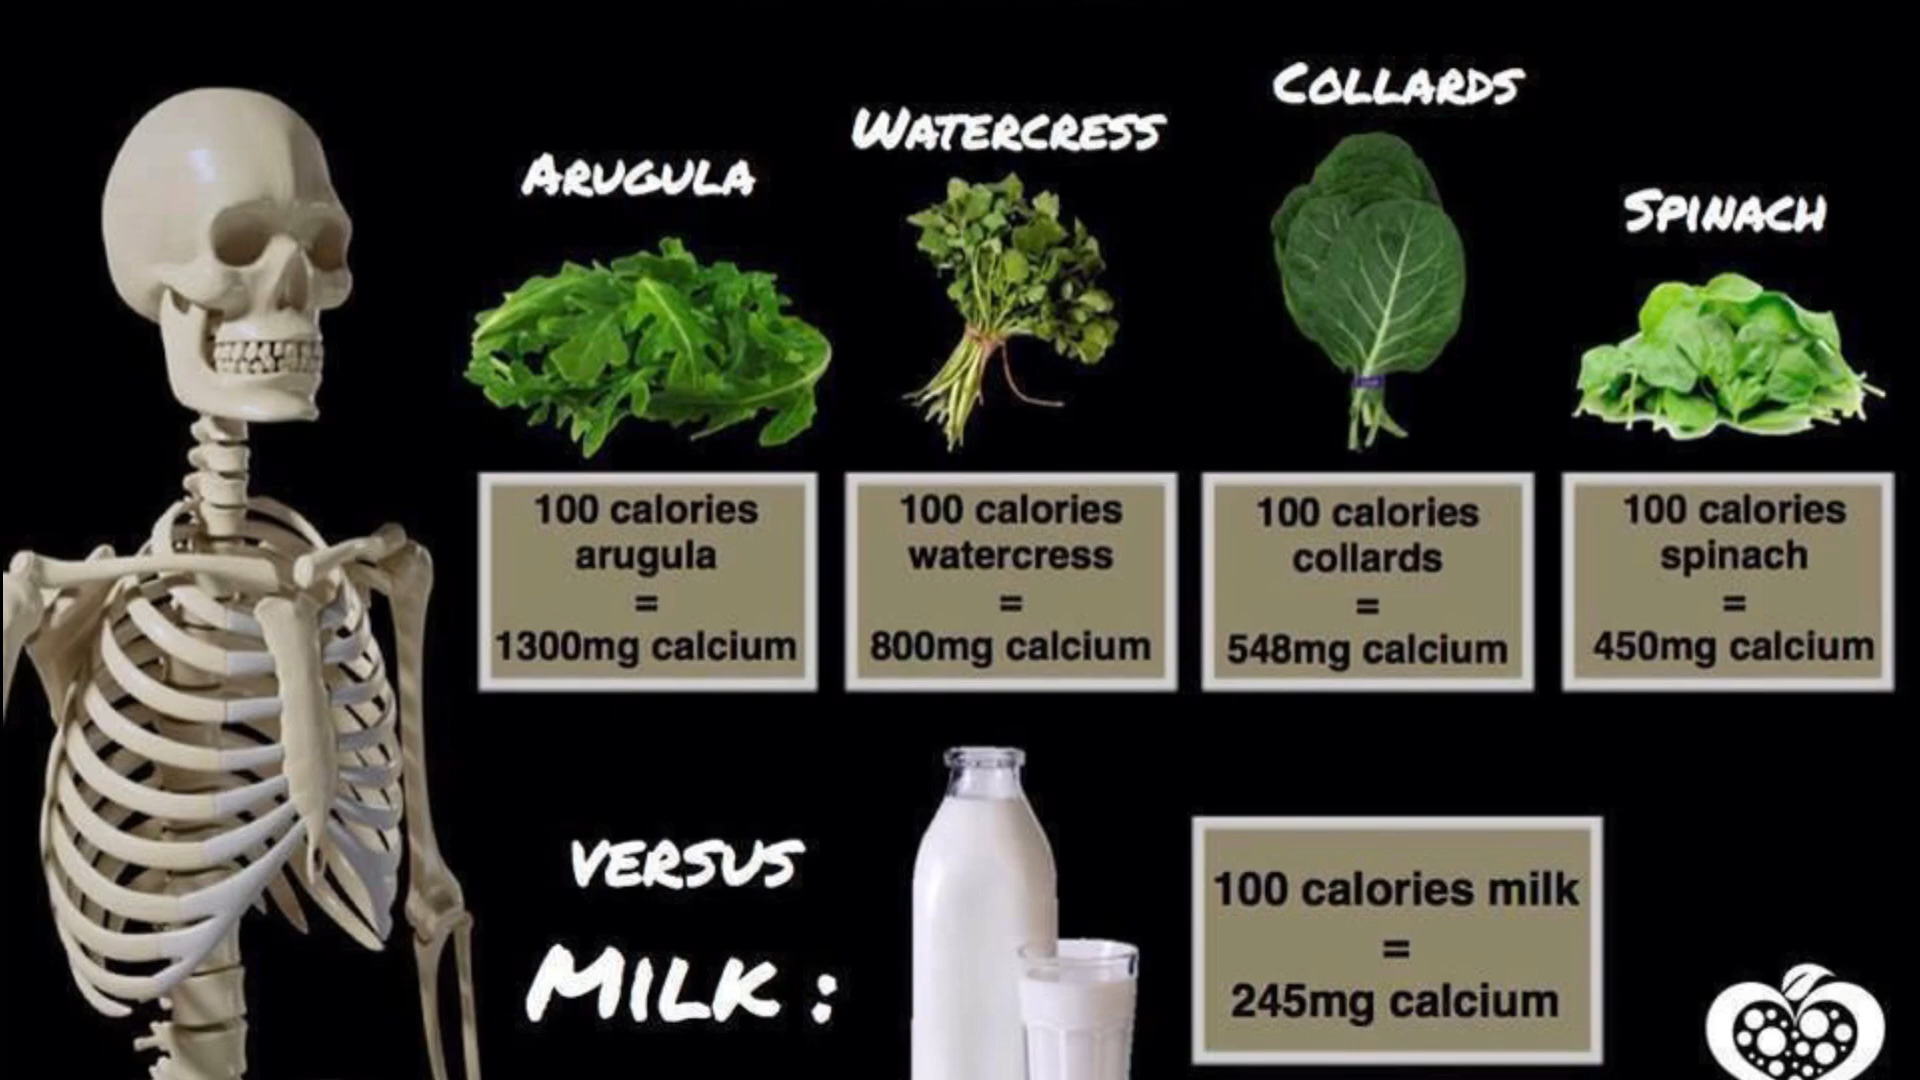 COLLARDS
WATERCRESS
ARUGULA
SPINACH
100 calories
arugula
=
1300mg calcium
100 calories
watercress
=
800mg calcium
100 calories
collards
=
548mg calcium
100 calories
spinach
=
450mg calcium
VERSUS
MILK :
100 calories milk
=
245mg calcium